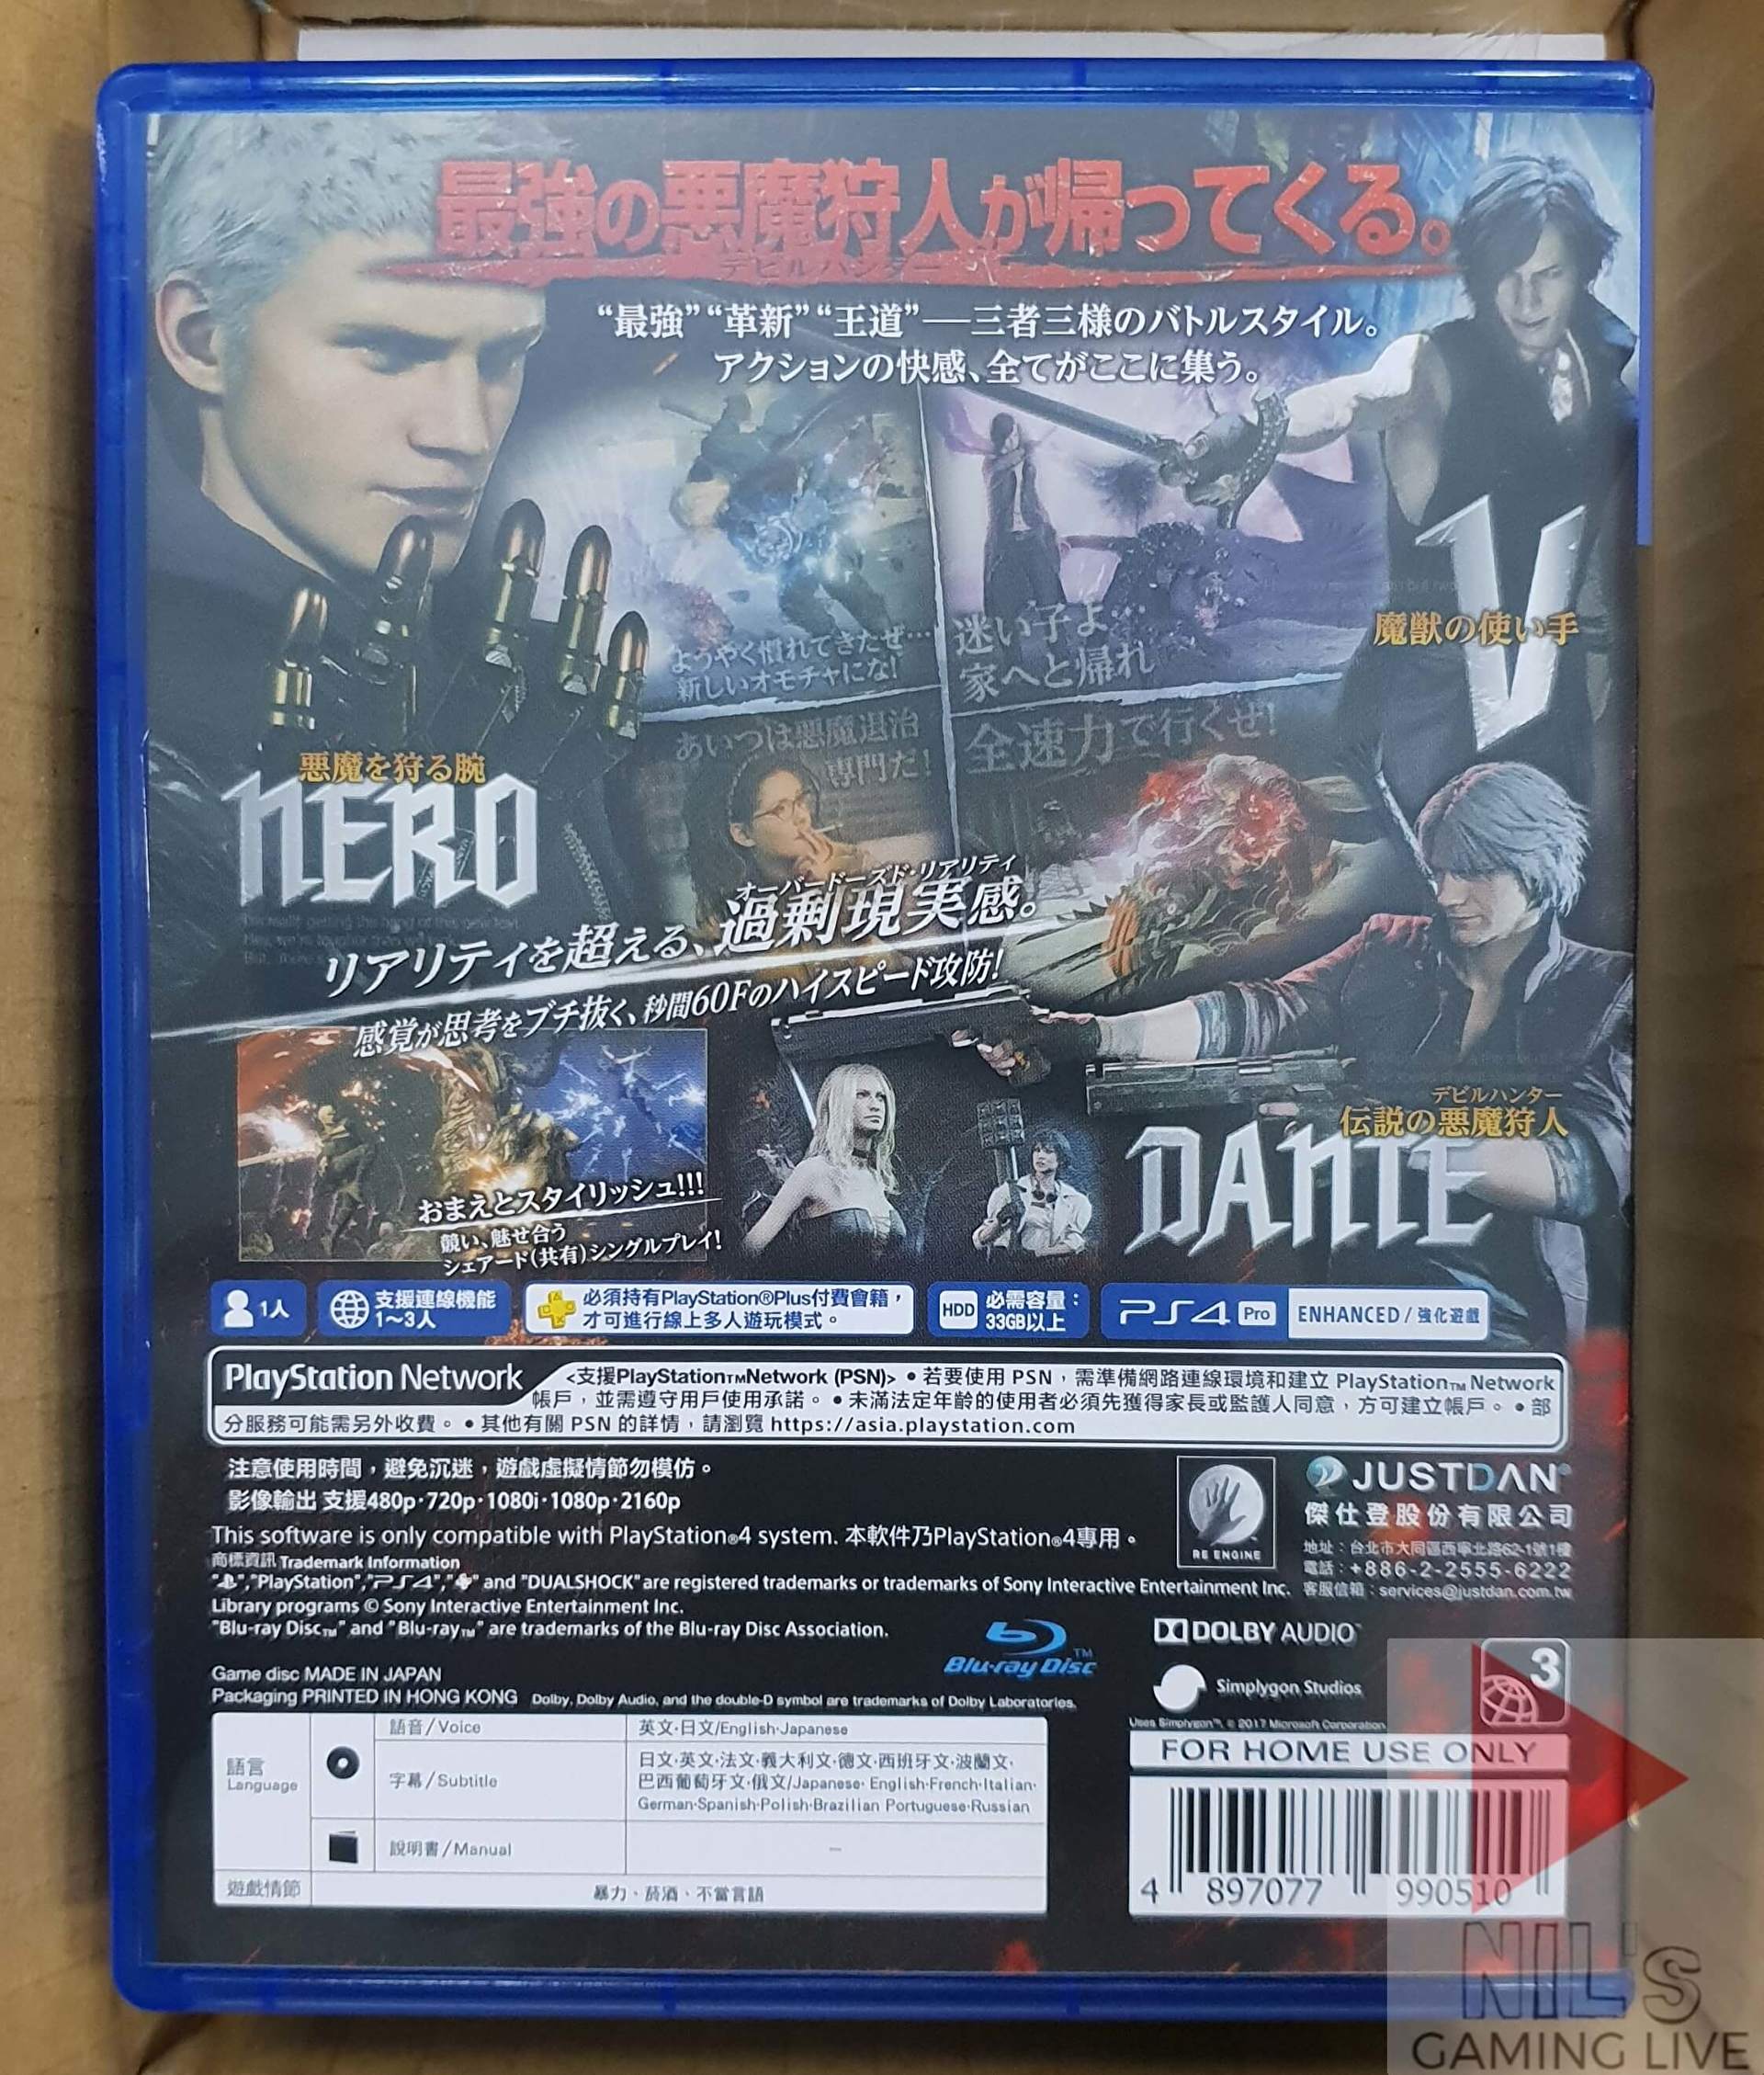 最強の悪魔狩人が帰ってくる。
デビルハンター
“最強”“革新”“王道”―三者三様のバトルスタイル。
アクションの快感、全てがここに集う。
ようやく慣れてきたぜ…
新しいオモチャにな!
迷い子よ…
家へと帰れ
V
魔獣の使い手
あいつは悪魔退治
専門だ!
全速力で行くぜ!
悪魔を狩る腕
NERO
オーバードーズド・リアリティ
リアリティを超える、過剰現実感。
感覚が思考をブチ抜く、秒間60Fのハイスピード攻防!
デビルハンター
伝説の悪魔狩人
DANTE
おまえとスタイリッシュ!!!
競い、魅せ合う
シェアード(共有)シングルプレイ!
1人
支援連線機能
1~3人
必須持有PlayStation®Plus付費會籍，
才可進行線上多人遊玩模式。
HDD 必需容量：
33GB以上
PS4 Pro ENHANCED / 強化遊戲
PlayStation Network <支援PlayStation™Network (PSN)> ●若要使用 PSN，需準備網路連線環境和建立 PlayStation™ Network
帳戶，並需遵守用戶使用承諾。●未滿法定年齡的使用者必須先獲得家長或監護人同意，方可建立帳戶。●部
分服務可能需另外收費。●其他有關 PSN 的詳情，請瀏覽 https://asia.playstation.com
注意使用時間，避免沉迷，遊戲虛擬情節勿模仿。
影像輸出 支援480p・720p・1080i・1080p・2160p
This software is only compatible with PlayStation®4 system. 本軟件乃PlayStation®4專用。
商標資訊 Trademark Information
"","PlayStation","PS4","" and "DUALSHOCK" are registered trademarks or trademarks of Sony Interactive Entertainment Inc.
Library programs © Sony Interactive Entertainment Inc.
"Blu-ray Disc™" and "Blu-ray™" are trademarks of the Blu-ray Disc Association.
RE ENGINE
JUSTDAN
傑仕登股份有限公司
地址：台北市大同區西寧北路62-1號1樓
電話：+886-2-2555-6222
客服信箱：services@justdan.com.tw
Game disc MADE IN JAPAN
Packaging PRINTED IN HONG KONG Dolby, Dolby Audio, and the double-D symbol are trademarks of Dolby Laboratories.
Blu-ray Disc™
DOLBY AUDIO™
Simplygon Studios
Uses Simplygon™, © 2017 Microsoft Corporation
3
語言
Language
語音/Voice
英文・日文/English・Japanese
字幕/Subtitle
日文・英文・法文・義大利文・德文・西班牙文・波蘭文・
巴西葡萄牙文・俄文/Japanese・English・French・Italian・
German・Spanish・Polish・Brazilian Portuguese・Russian
說明書/Manual
—
遊戲情節
暴力、菸酒、不當言語
FOR HOME USE ONLY
4 897077 990510
NIL's
GAMING LIVE